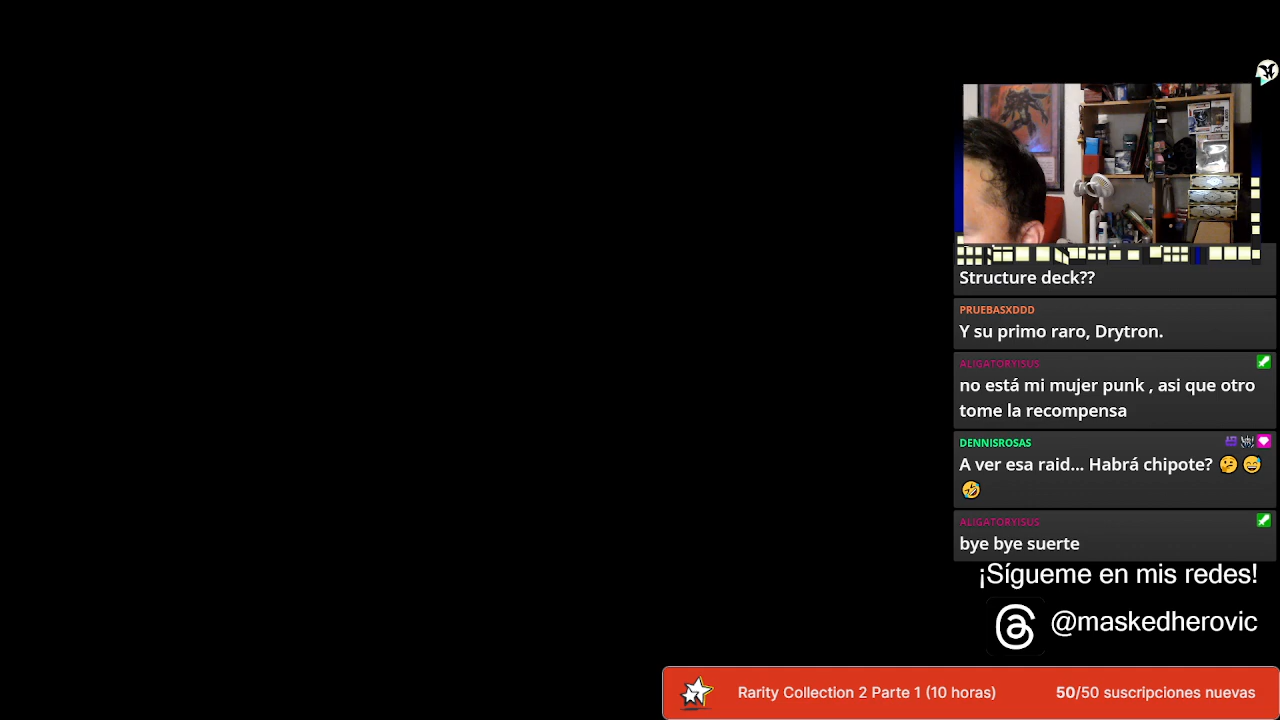 Structure deck??
PRUEBASXDDD
Y su primo raro, Drytron.
ALIGATORYISUS
no está mi mujer punk , asi que otro
tome la recompensa
DENNISROSAS
A ver esa raid... Habrá chipote? 🤔 😅
🤣
ALIGATORYISUS
bye bye suerte
¡Sígueme en mis redes!
@maskedherovic
Rarity Collection 2 Parte 1 (10 horas) 50/50 suscripciones nuevas